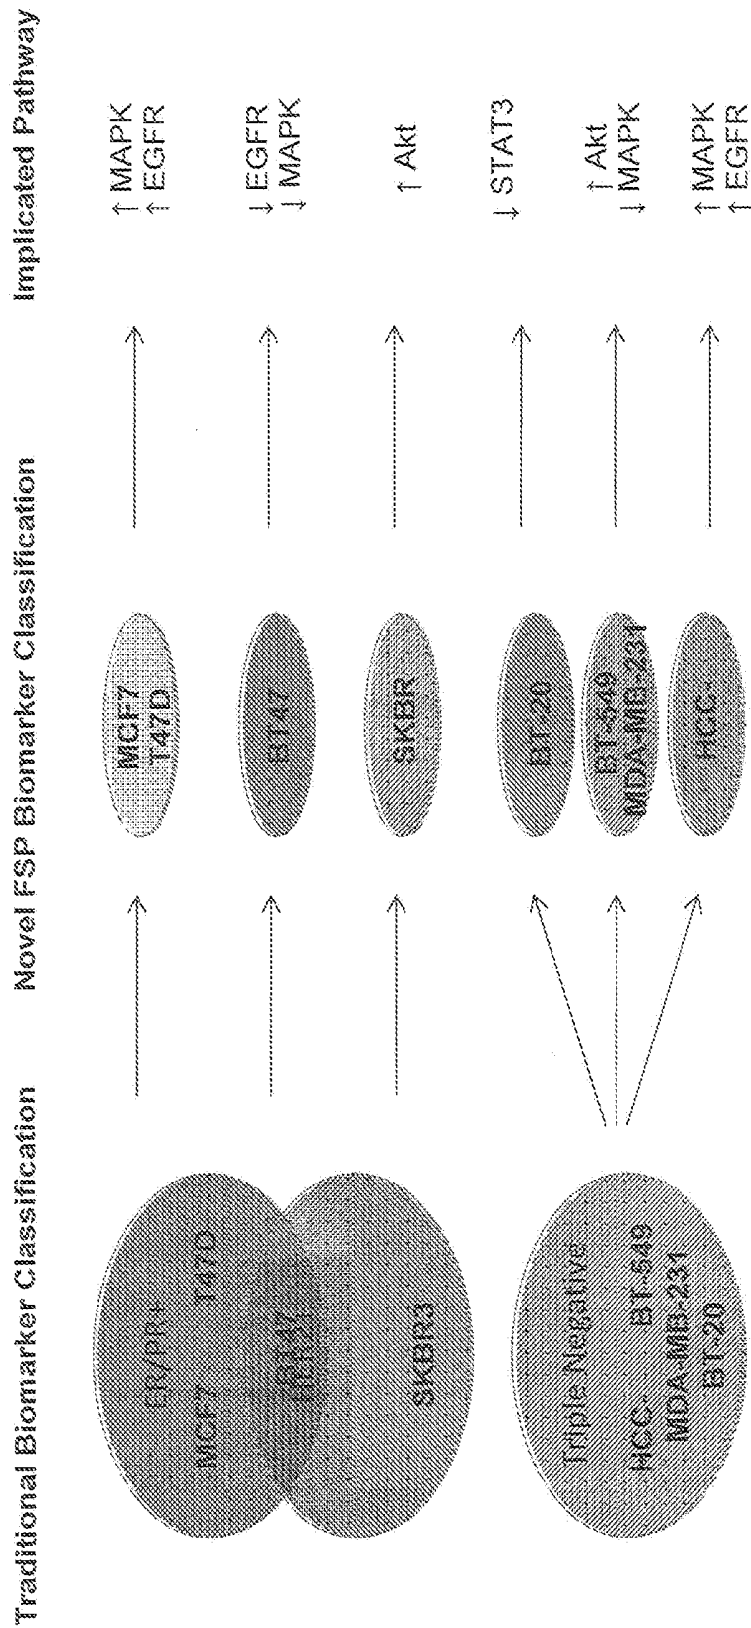 Traditional Biomarker Classification
Novel FSP Biomarker Classification
Implicated Pathway
ER/PR+
MCF7 T47D
BT47
SKBR3
Triple Negative
HCC- BT-549
MDA-MB-231
BT-20
MCF7
T47D
BT47
SKBR
BT-20
BT-549
MDA-MB-231
HCC-
↑ MAPK
↑ EGFR
↓ EGFR
↓ MAPK
↑ Akt
↓ STAT3
↑ Akt
↓ MAPK
↑ MAPK
↑ EGFR